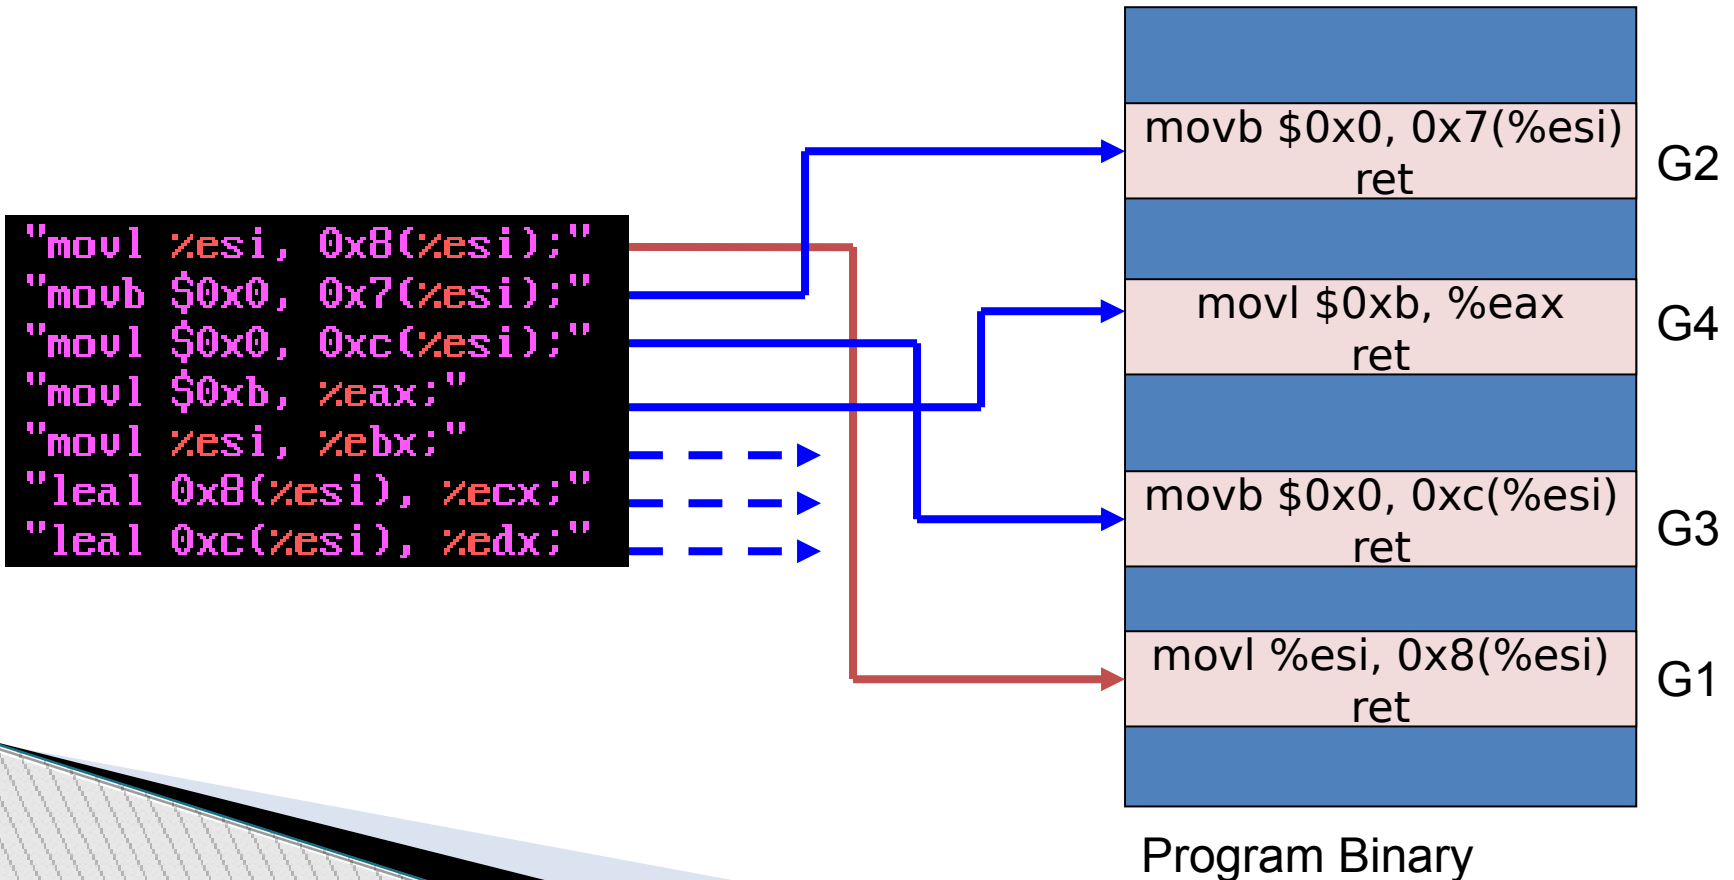 "movl %esi, 0x8(%esi);"
"movb $0x0, 0x7(%esi);"
"movl $0x0, 0xc(%esi);"
"movl $0xb, %eax;"
"movl %esi, %ebx;"
"leal 0x8(%esi), %ecx;"
"leal 0xc(%esi), %edx;"
movb $0x0, 0x7(%esi)
ret
G2
movl $0xb, %eax
ret
G4
movb $0x0, 0xc(%esi)
ret
G3
movl %esi, 0x8(%esi)
ret
G1
Program Binary